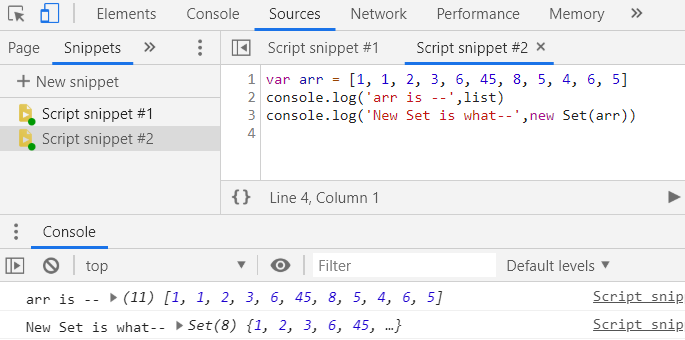 Elements Console Sources Network Performance Memory »
Page Snippets » Script snippet #1 Script snippet #2 ×
+ New snippet
Script snippet #1
Script snippet #2
1 var arr = [1, 1, 2, 3, 6, 45, 8, 5, 4, 6, 5]
2 console.log('arr is --',list)
3 console.log('New Set is what--',new Set(arr))
4
{} Line 4, Column 1
Console
top Filter Default levels
arr is -- (11) [1, 1, 2, 3, 6, 45, 8, 5, 4, 6, 5] Script snip
New Set is what-- Set(8) {1, 2, 3, 6, 45, …} Script snip